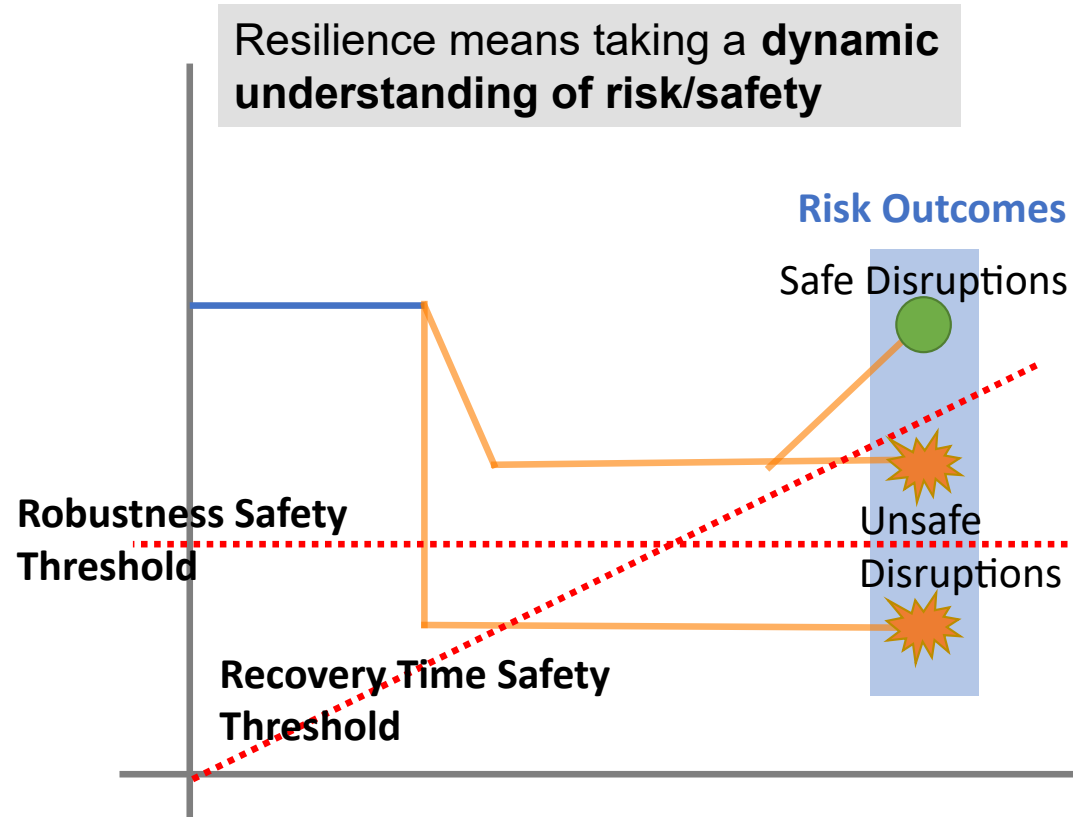 Resilience means taking a dynamic
understanding of risk/safety
Risk Outcomes
Safe Disruptions
Robustness Safety
Threshold
Unsafe
Disruptions
Recovery Time Safety
Threshold